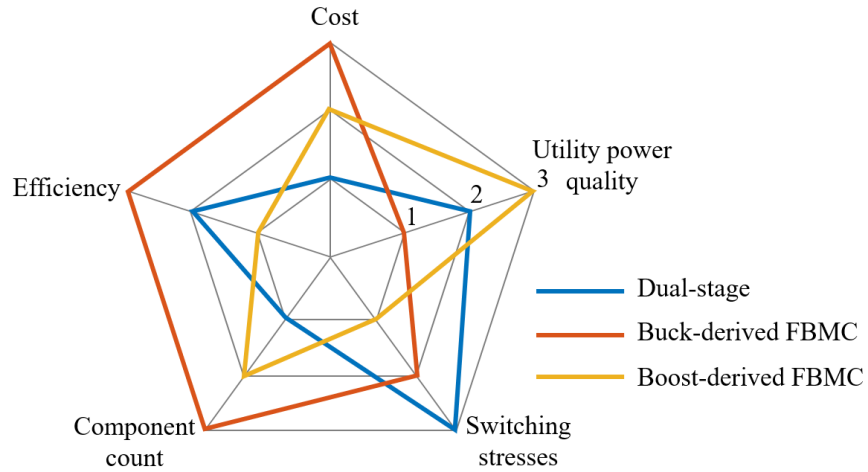 Cost
Utility power
quality
3
2
1
Efficiency
Dual-stage
Buck-derived FBMC
Boost-derived FBMC
Component
count
Switching
stresses